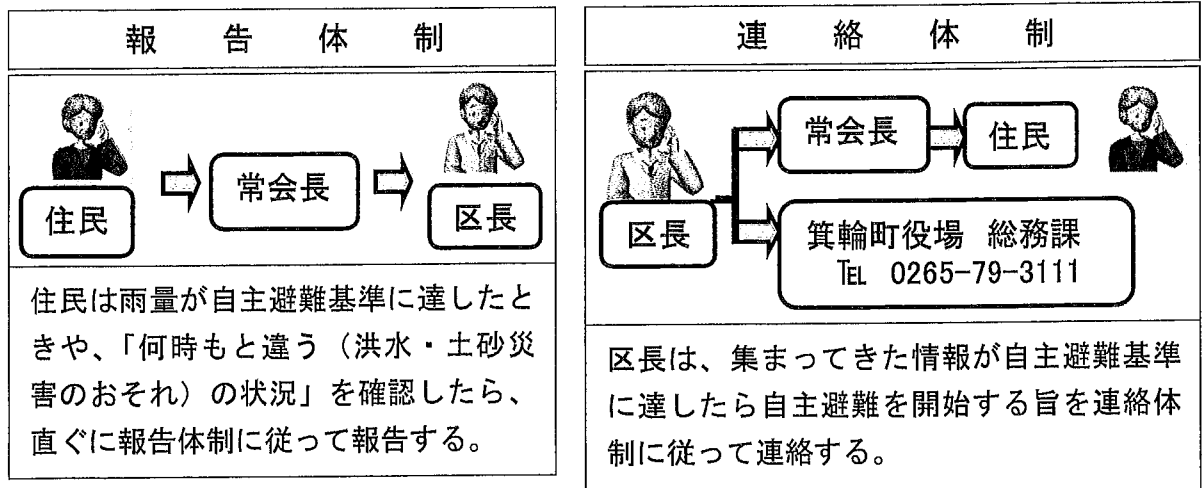 報告体制
住民
常会長
区長
住民は雨量が自主避難基準に達したと
きや、「何時もと違う（洪水・土砂災
害のおそれ）の状況」を確認したら、
直ぐに報告体制に従って報告する。
連絡体制
区長
常会長
住民
箕輪町役場 総務課
℡ 0265-79-3111
区長は、集まってきた情報が自主避難基準
に達したら自主避難を開始する旨を連絡体
制に従って連絡する。